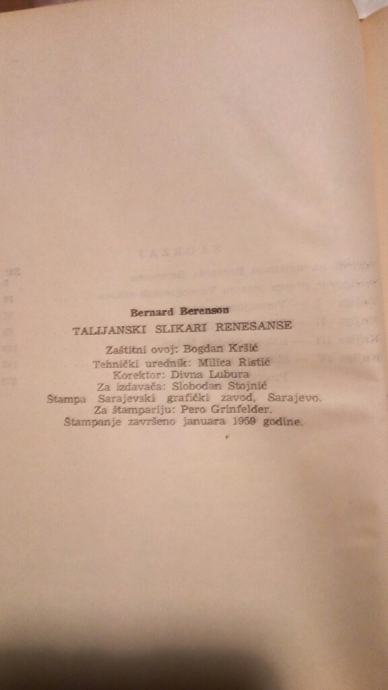 Bernard Berenson
TALIJANSKI SLIKARI RENESANSE
Zaštitni ovoj: Bogdan Kršić
Tehnički urednik: Milica Ristić
Korektor: Divna Lubura
Za izdavača: Slobodan Stojnić
Štampa Sarajevski grafički zavod, Sarajevo.
Za štampariju: Pero Grinfelder.
Štampanje završeno januara 1959 godine.